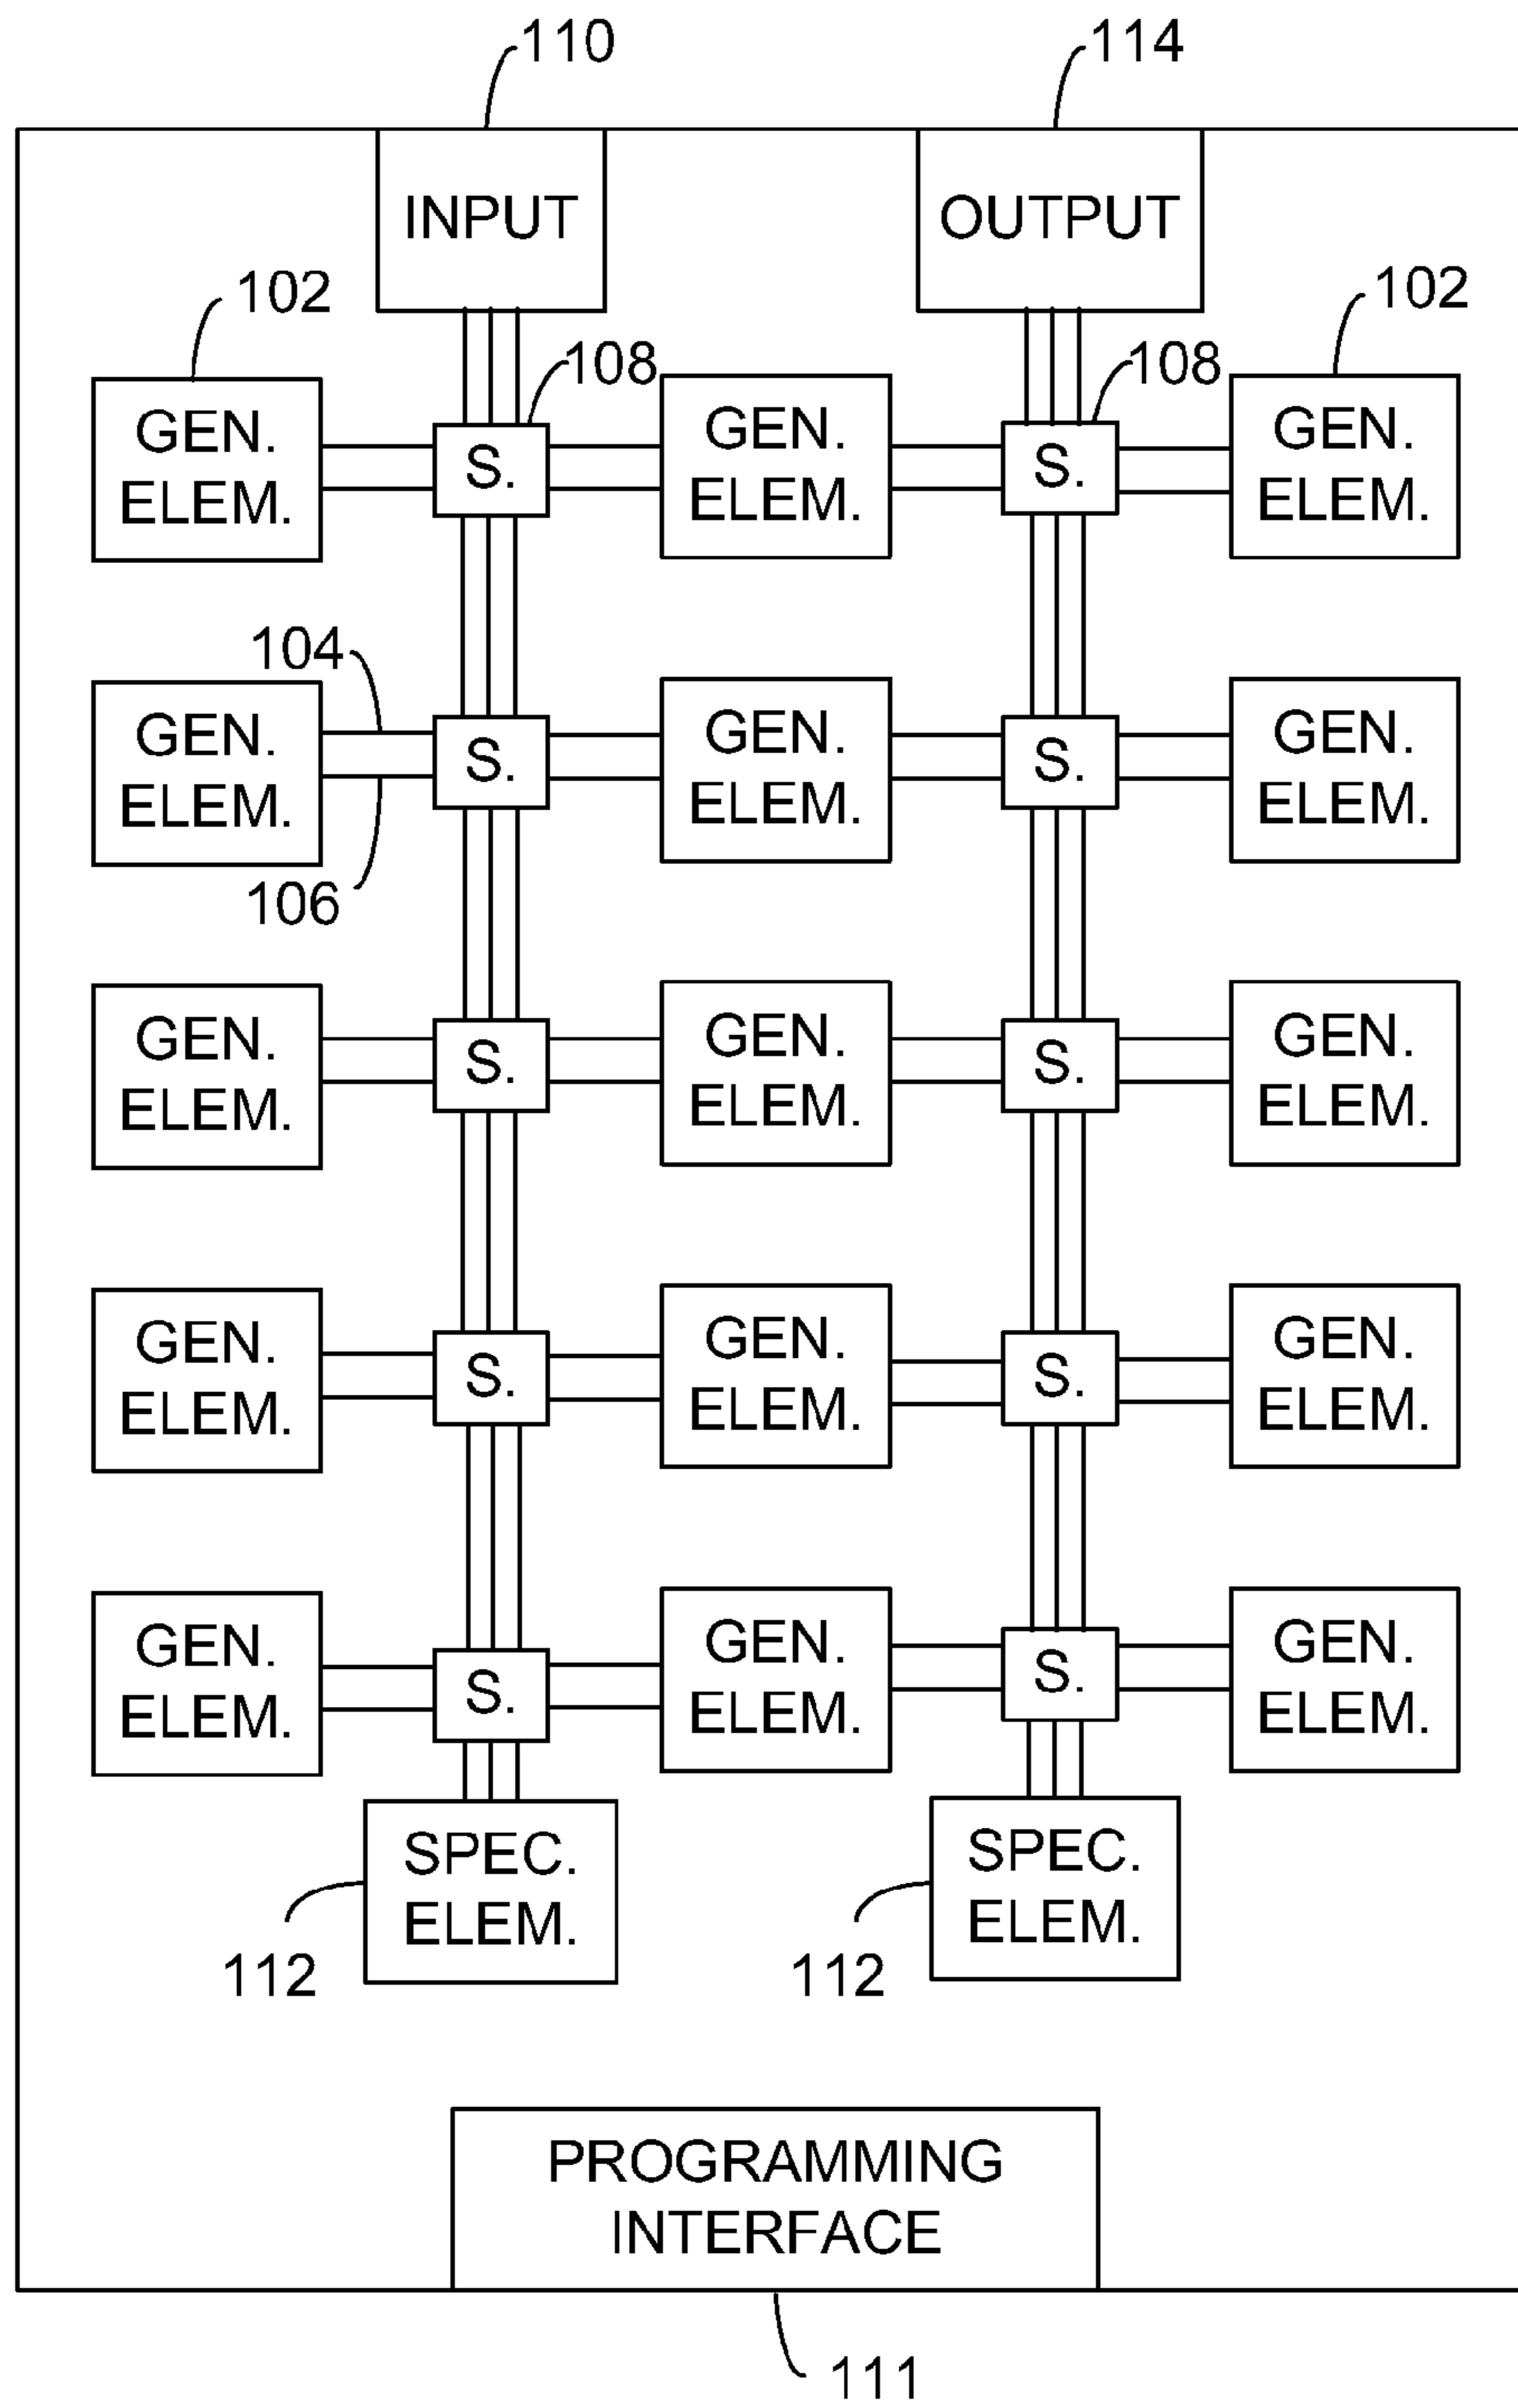 110
114
INPUT
OUTPUT
102
102
108
108
GEN.
ELEM.
S.
GEN.
ELEM.
S.
GEN.
ELEM.
104
GEN.
ELEM.
S.
GEN.
ELEM.
S.
GEN.
ELEM.
106
GEN.
ELEM.
S.
GEN.
ELEM.
S.
GEN.
ELEM.
GEN.
ELEM.
S.
GEN.
ELEM.
S.
GEN.
ELEM.
GEN.
ELEM.
S.
GEN.
ELEM.
S.
GEN.
ELEM.
SPEC.
ELEM.
SPEC.
ELEM.
112
112
PROGRAMMING
INTERFACE
111